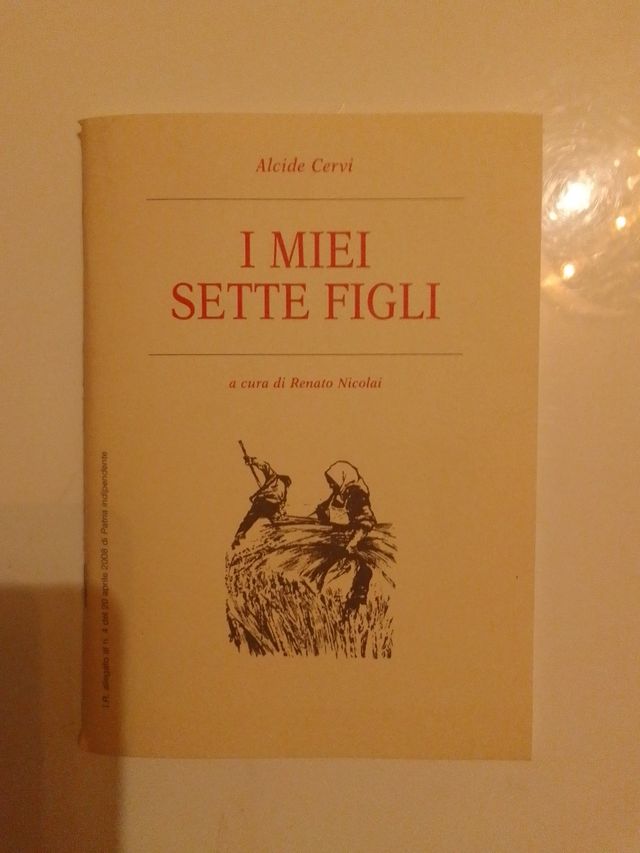 Alcide Cervi
I MIEI
SETTE FIGLI
a cura di Renato Nicolai
I.R. allegato al n. 4 del 20 aprile 2008 di Patria indipendente